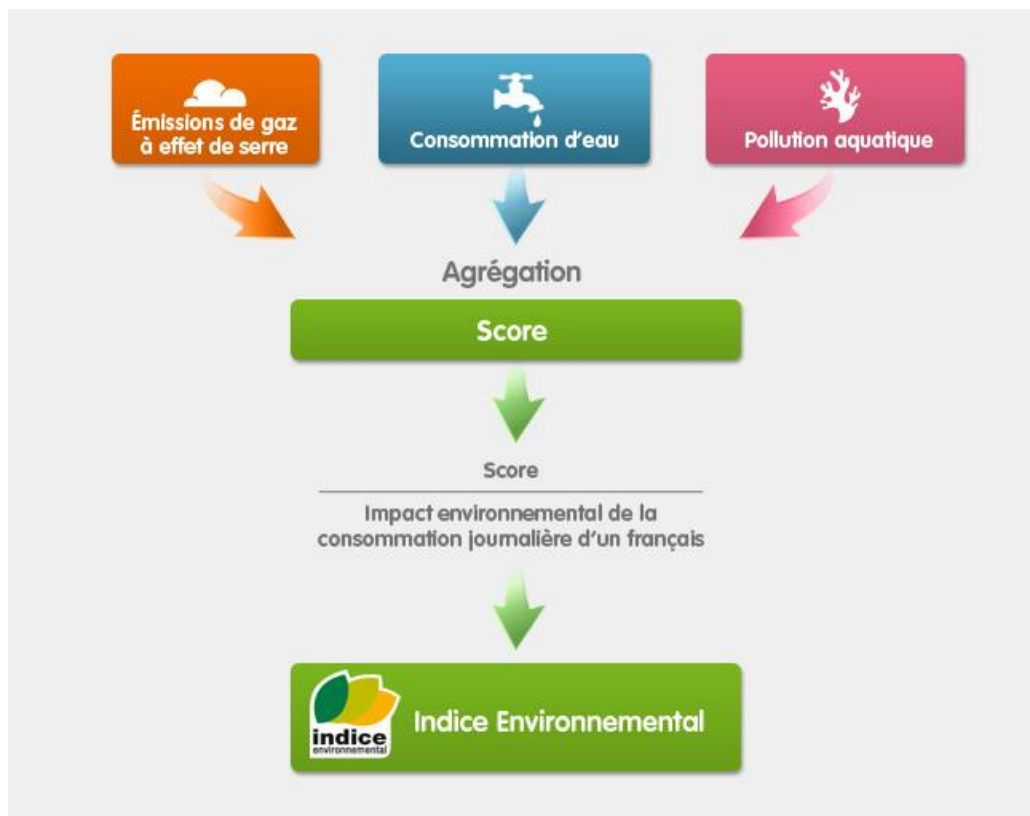 Émissions de gaz
à effet de serre
Consommation d'eau
Pollution aquatique
Agrégation
Score
Score
Impact environnemental de la
consommation journalière d'un français
indice
environnemental
Indice Environnemental